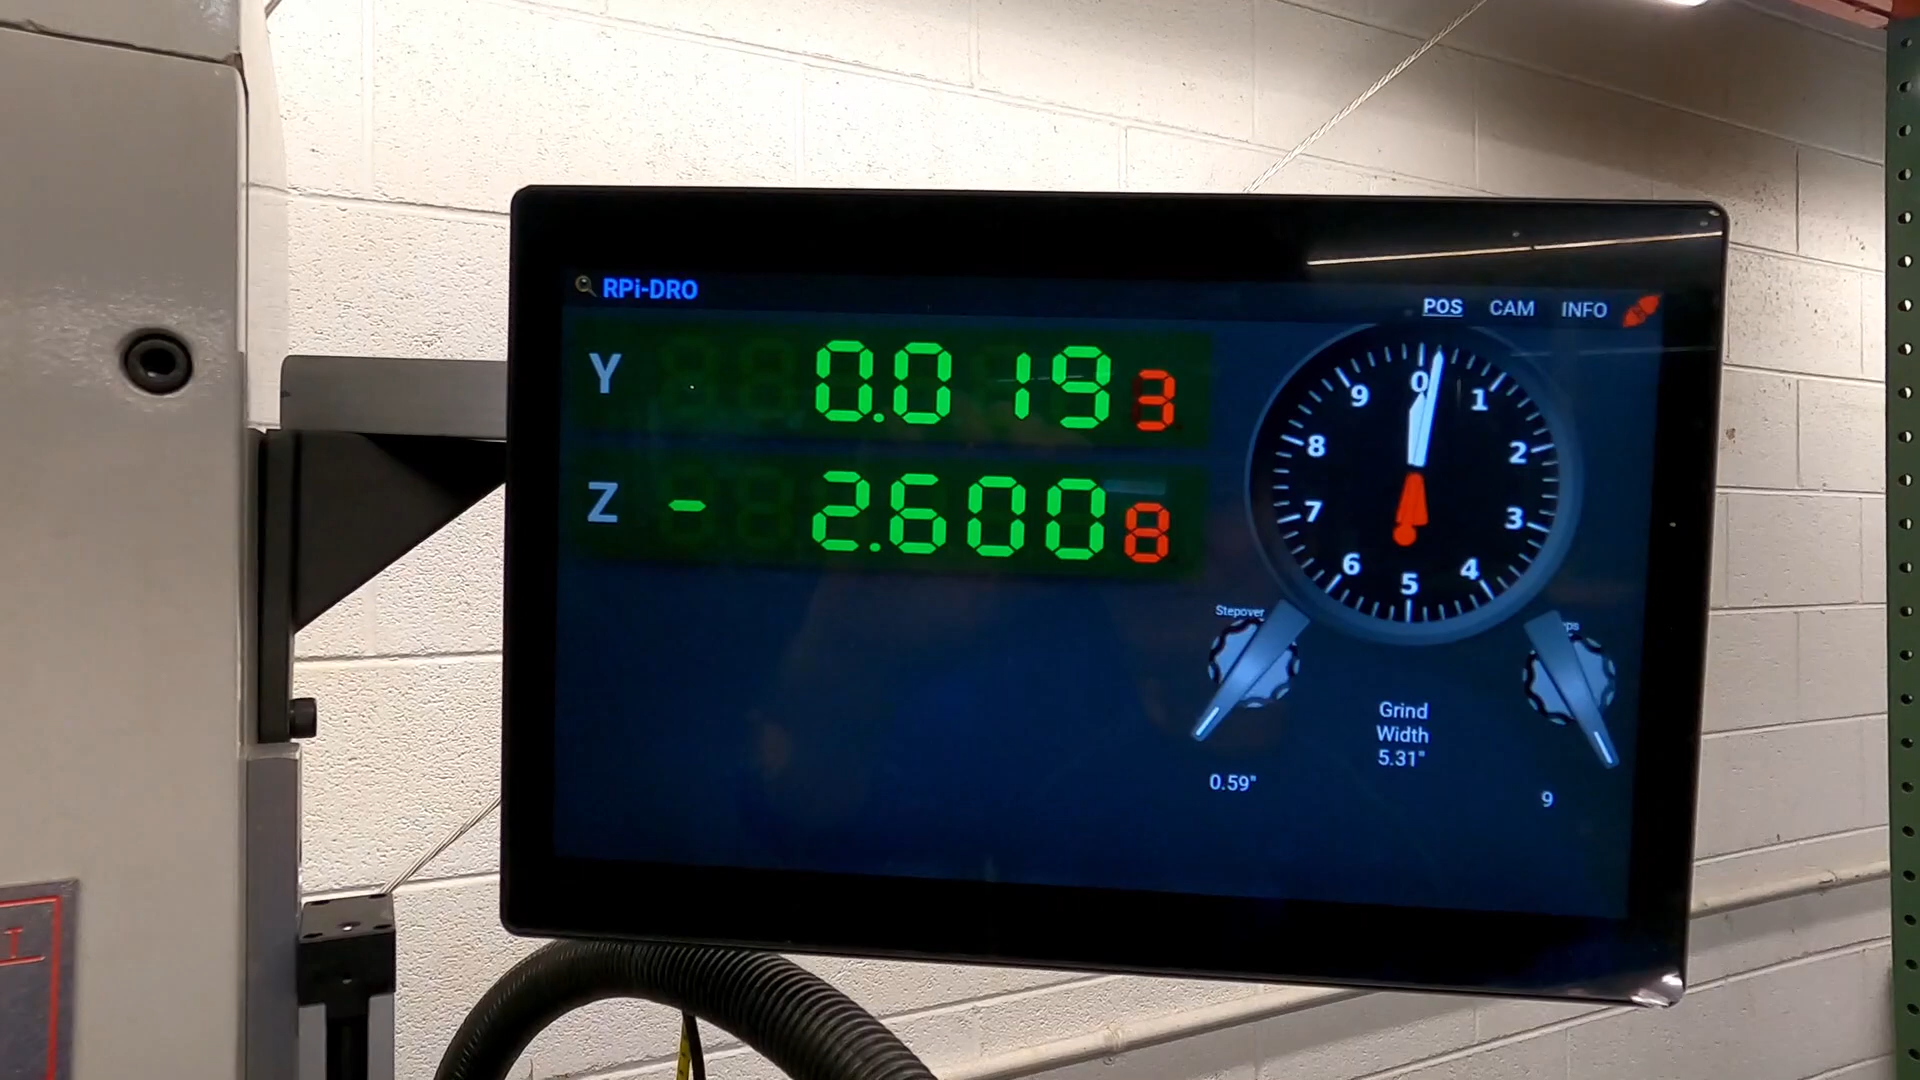 RPi-DRO
POS CAM INFO
Y 0.0193
Z - 2.6008
0
1
2
3
4
5
6
7
8
9
Stepover
0.59"
Grind
Width
5.31"
9